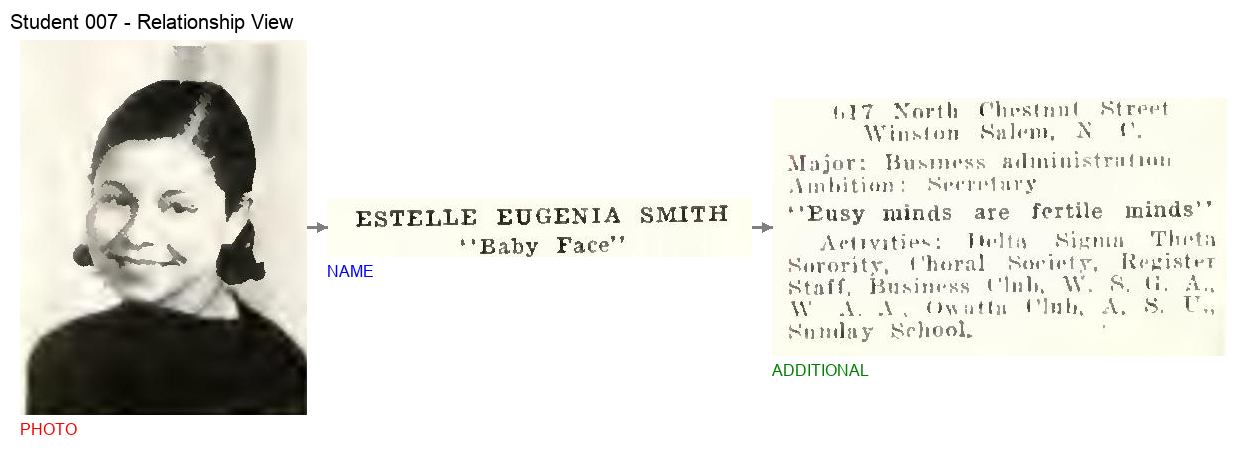 Student 007 - Relationship View
ESTELLE EUGENIA SMITH
"Baby Face"
NAME
617 North Chestnut Street
Winston Salem, N. C.
Major: Business administration
Ambition: Secretary
"Busy minds are fertile minds"
Activities: Delta Sigma Theta
Sorority, Choral Society, Register
Staff, Business Club, W. S. G. A.,
W. A. A., Owatta Club, A. S. U.,
Sunday School.
ADDITIONAL
PHOTO